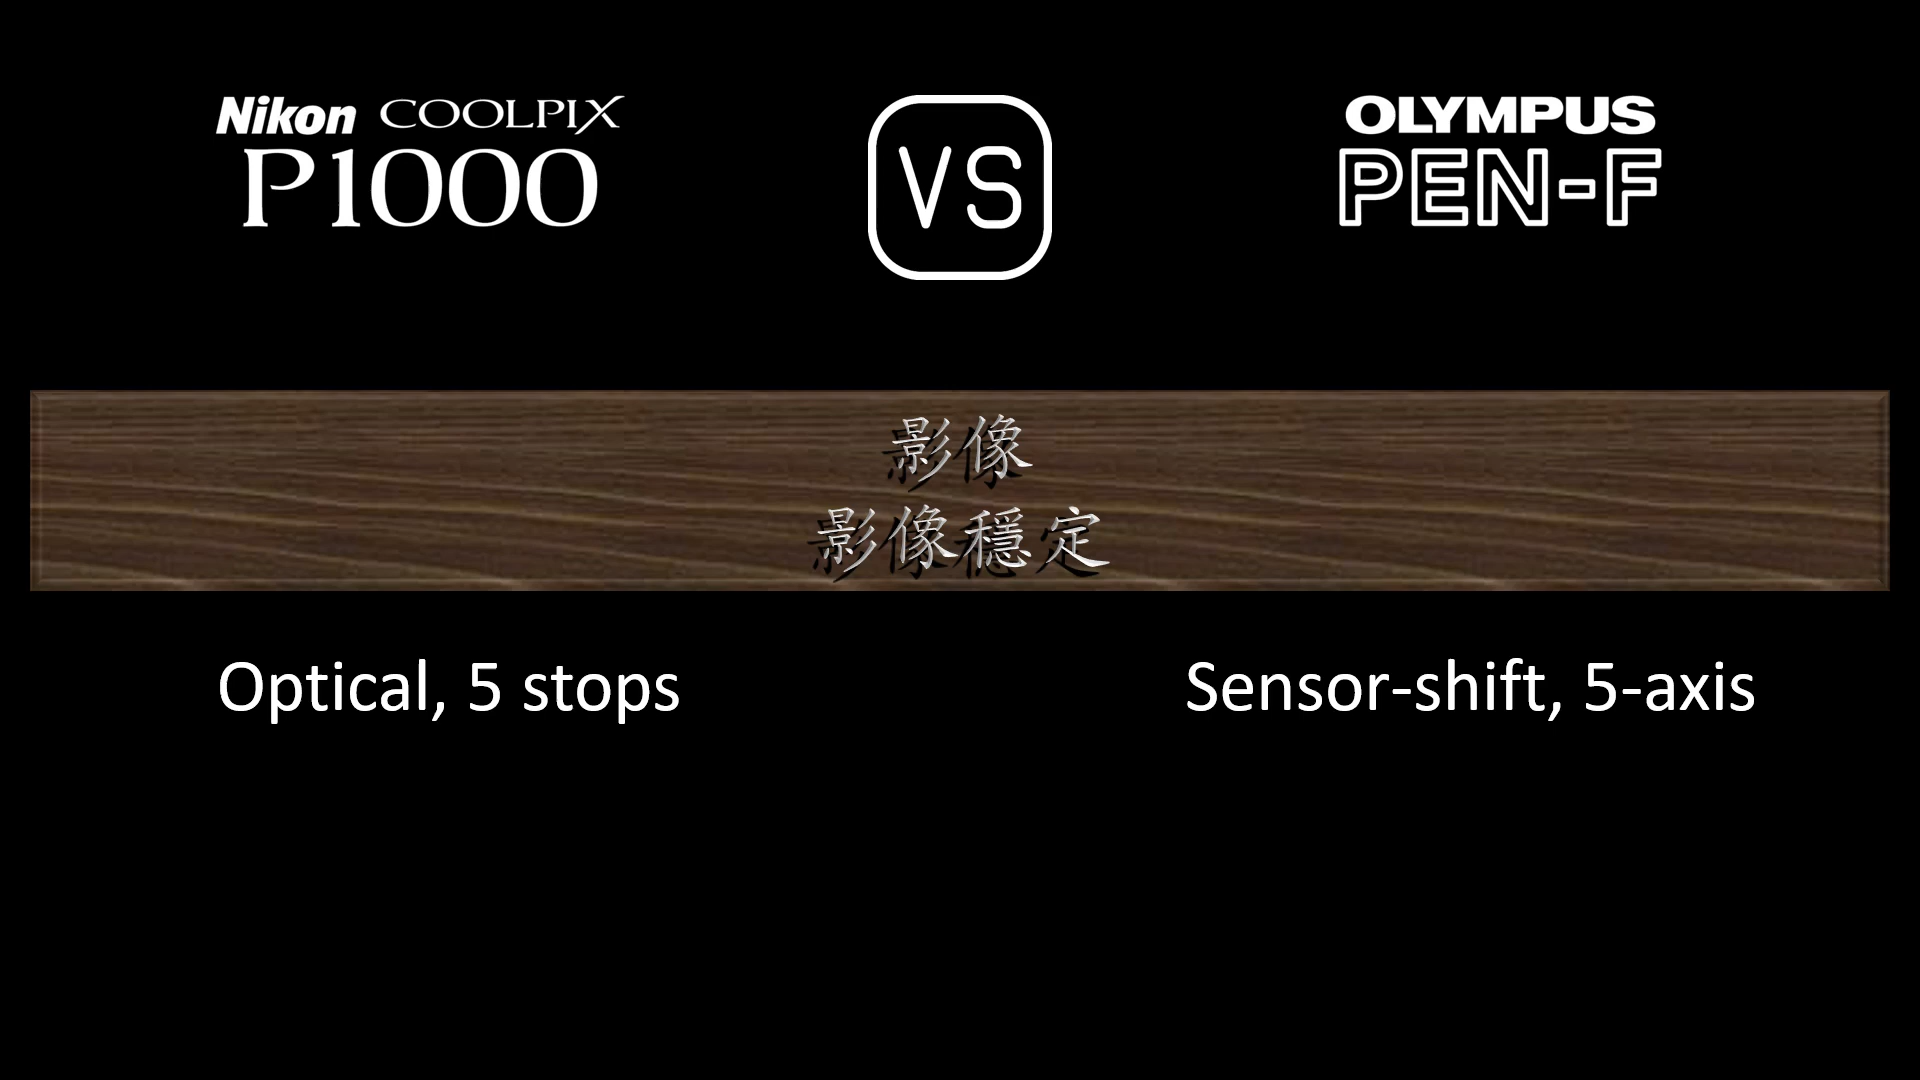 Nikon COOLPIX
P1000
VS
OLYMPUS
PEN-F
影像
影像穩定
Optical, 5 stops
Sensor-shift, 5-axis